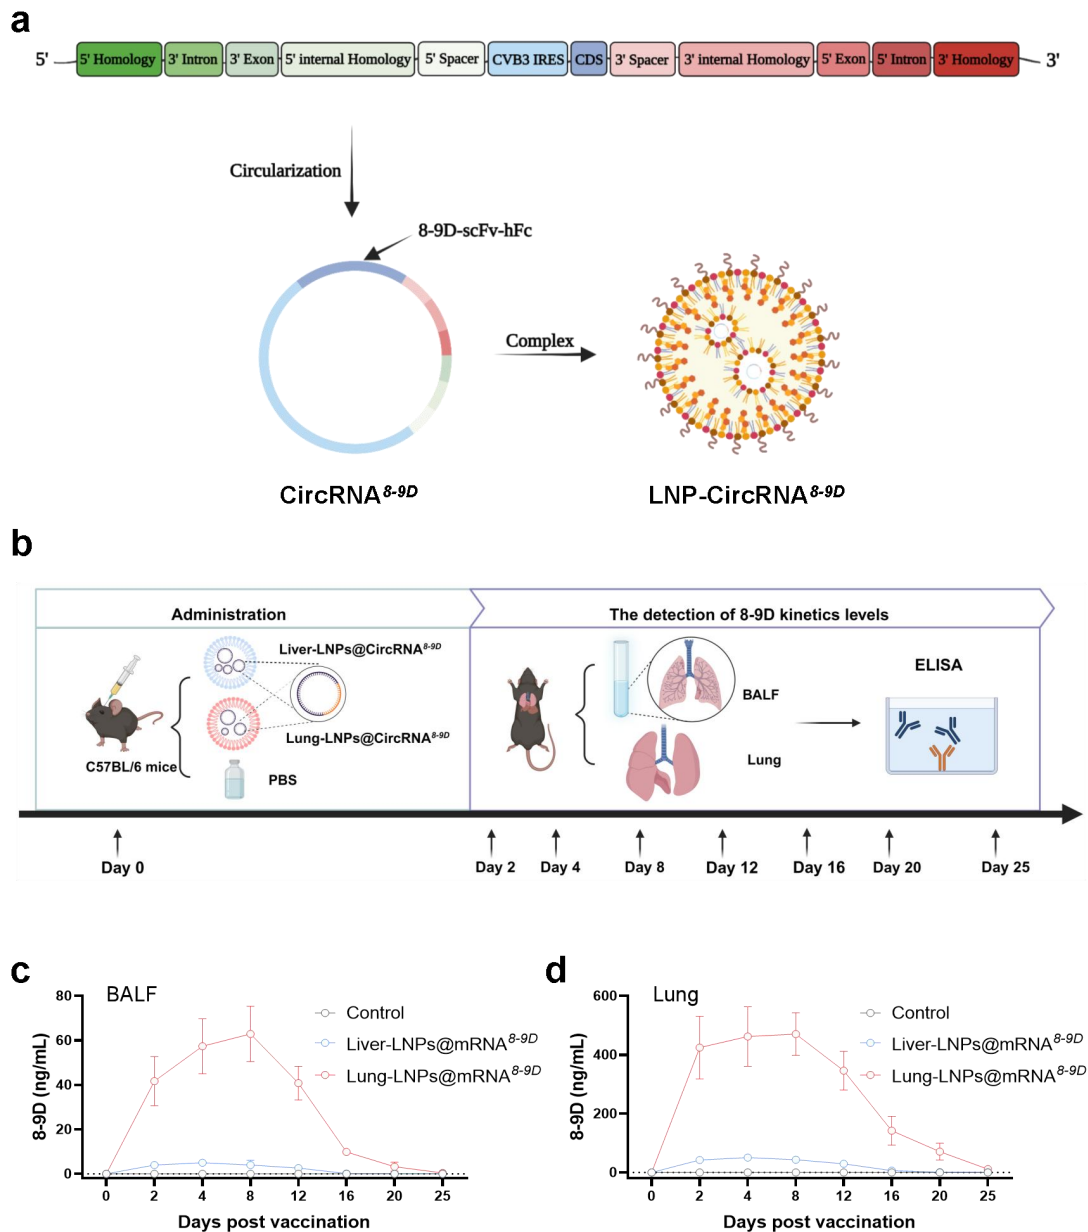 a
5' 5' Homology 3' Intron 3' Exon 5' internal Homology 5' Spacer CVB3 IRES CDS 3' Spacer 3' internal Homology 5' Exon 5' Intron 3' Homology 3'
Circularization
8-9D-scFv-hFc
Complex
CircRNA8-9D
LNP-CircRNA8-9D
b
Administration
The detection of 8-9D kinetics levels
Liver-LNPs@CircRNA8-9D
Lung-LNPs@CircRNA8-9D
C57BL/6 mice
PBS
BALF
Lung
ELISA
Day 0
Day 2
Day 4
Day 8
Day 12
Day 16
Day 20
Day 25
c
BALF
Control
Liver-LNPs@mRNA8-9D
Lung-LNPs@mRNA8-9D
8-9D (ng/mL)
80
60
40
20
0
0 2 4 8 12 16 20 25
Days post vaccination
d
Lung
Control
Liver-LNPs@mRNA8-9D
Lung-LNPs@mRNA8-9D
8-9D (ng/mL)
600
400
200
0
0 2 4 8 12 16 20 25
Days post vaccination